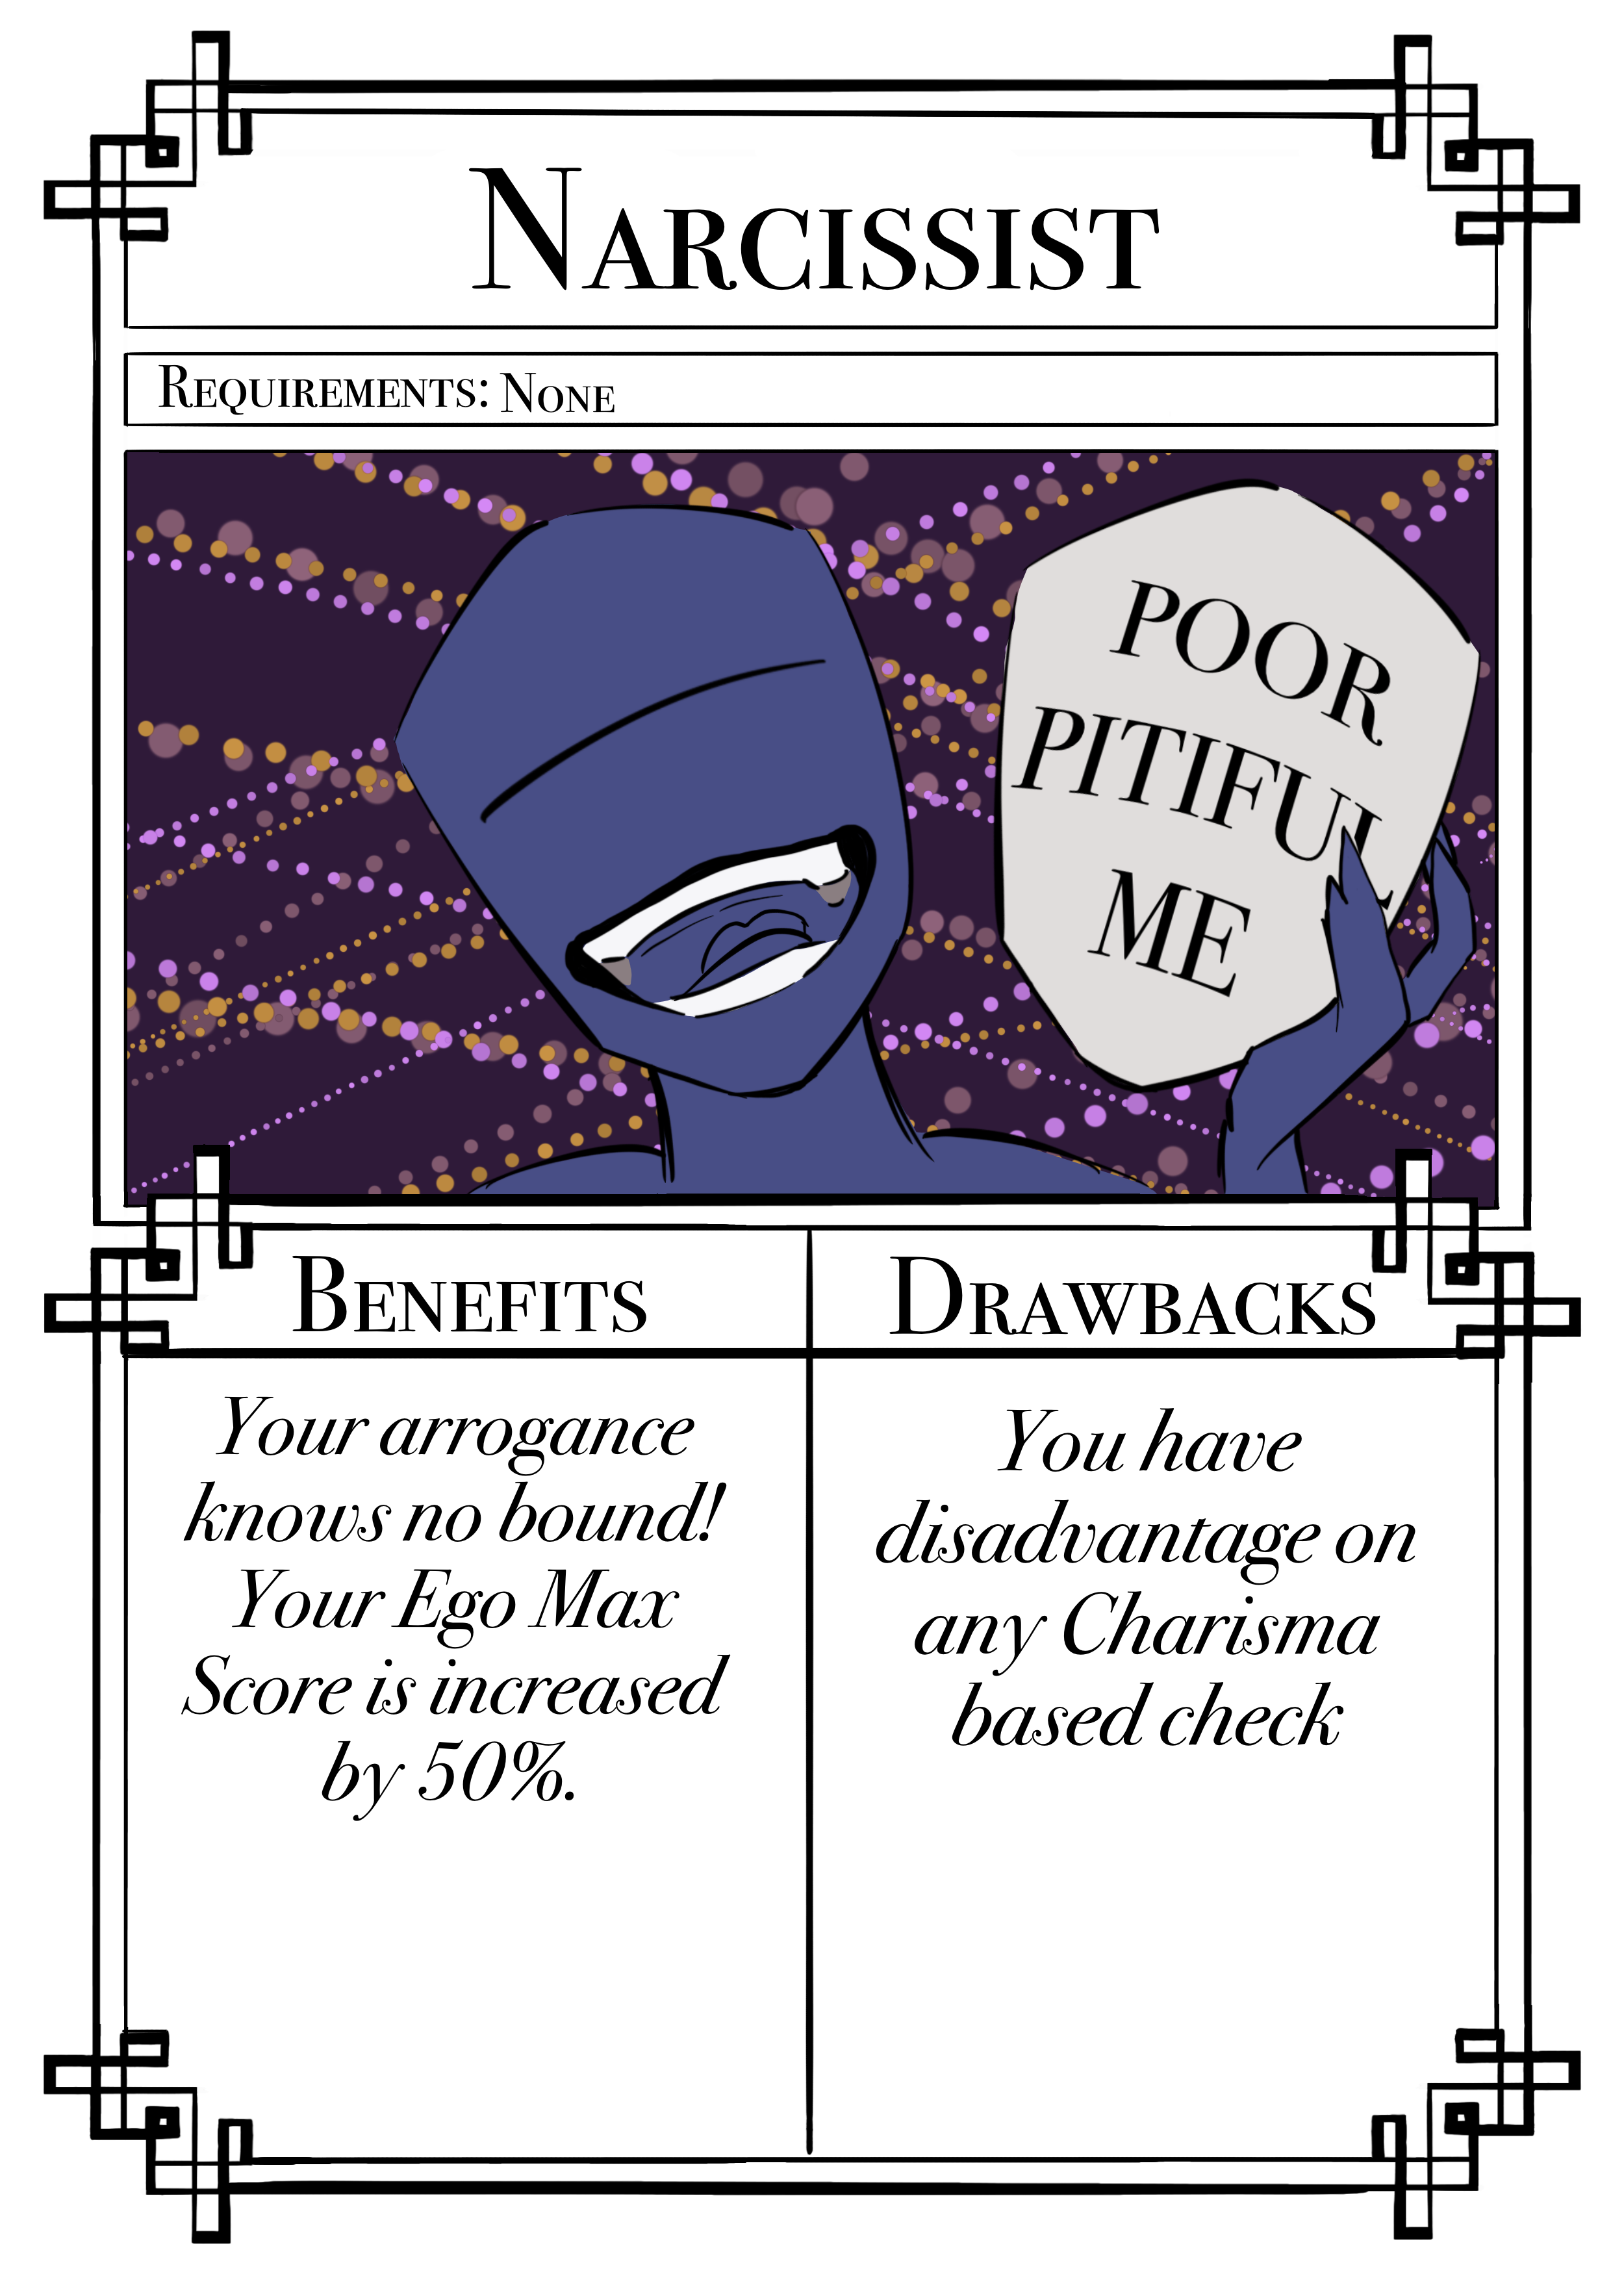 Narcissist
Requirements: None
POOR
PITIFUL
ME
Benefits
Your arrogance
knows no bound!
Your Ego Max
Score is increased
by 50%.
Drawbacks
You have
disadvantage on
any Charisma
based check